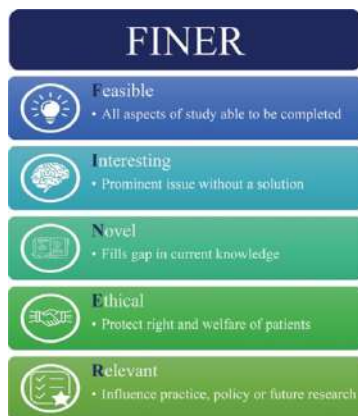 FINER
Feasible
• All aspects of study able to be completed
Interesting
• Prominent issue without a solution
Novel
• Fills gap in current knowledge
Ethical
• Protect right and welfare of patients
Relevant
• Influence practice, policy or future research